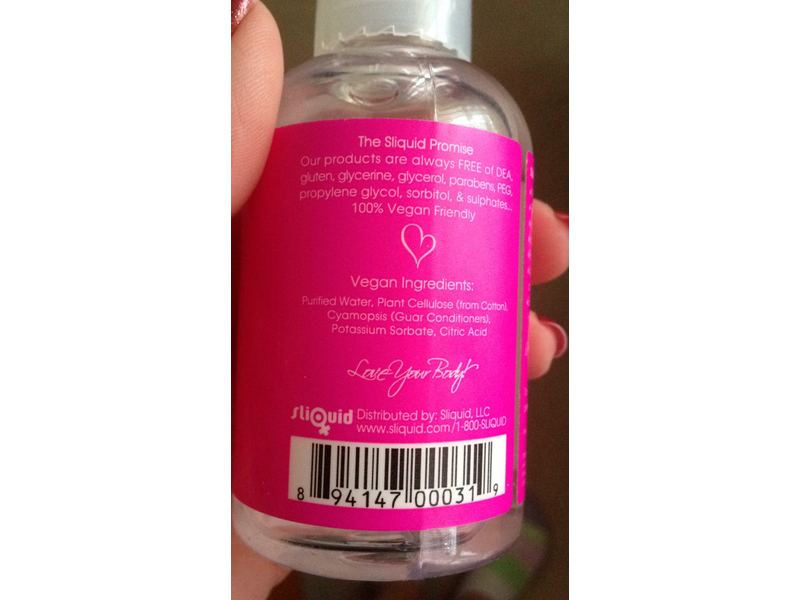 The Sliquid Promise
Our products are always FREE of DEA,
gluten, glycerine, glycerol, parabens, PEG,
propylene glycol, sorbitol, & sulphates...
100% Vegan Friendly
Vegan Ingredients:
Purified Water, Plant Cellulose (from Cotton),
Cyamopsis (Guar Conditioners),
Potassium Sorbate, Citric Acid
Love Your Body!
sliquid Distributed by: Sliquid, LLC
www.sliquid.com/1-800-SLIQUID
8 94147 00031 9